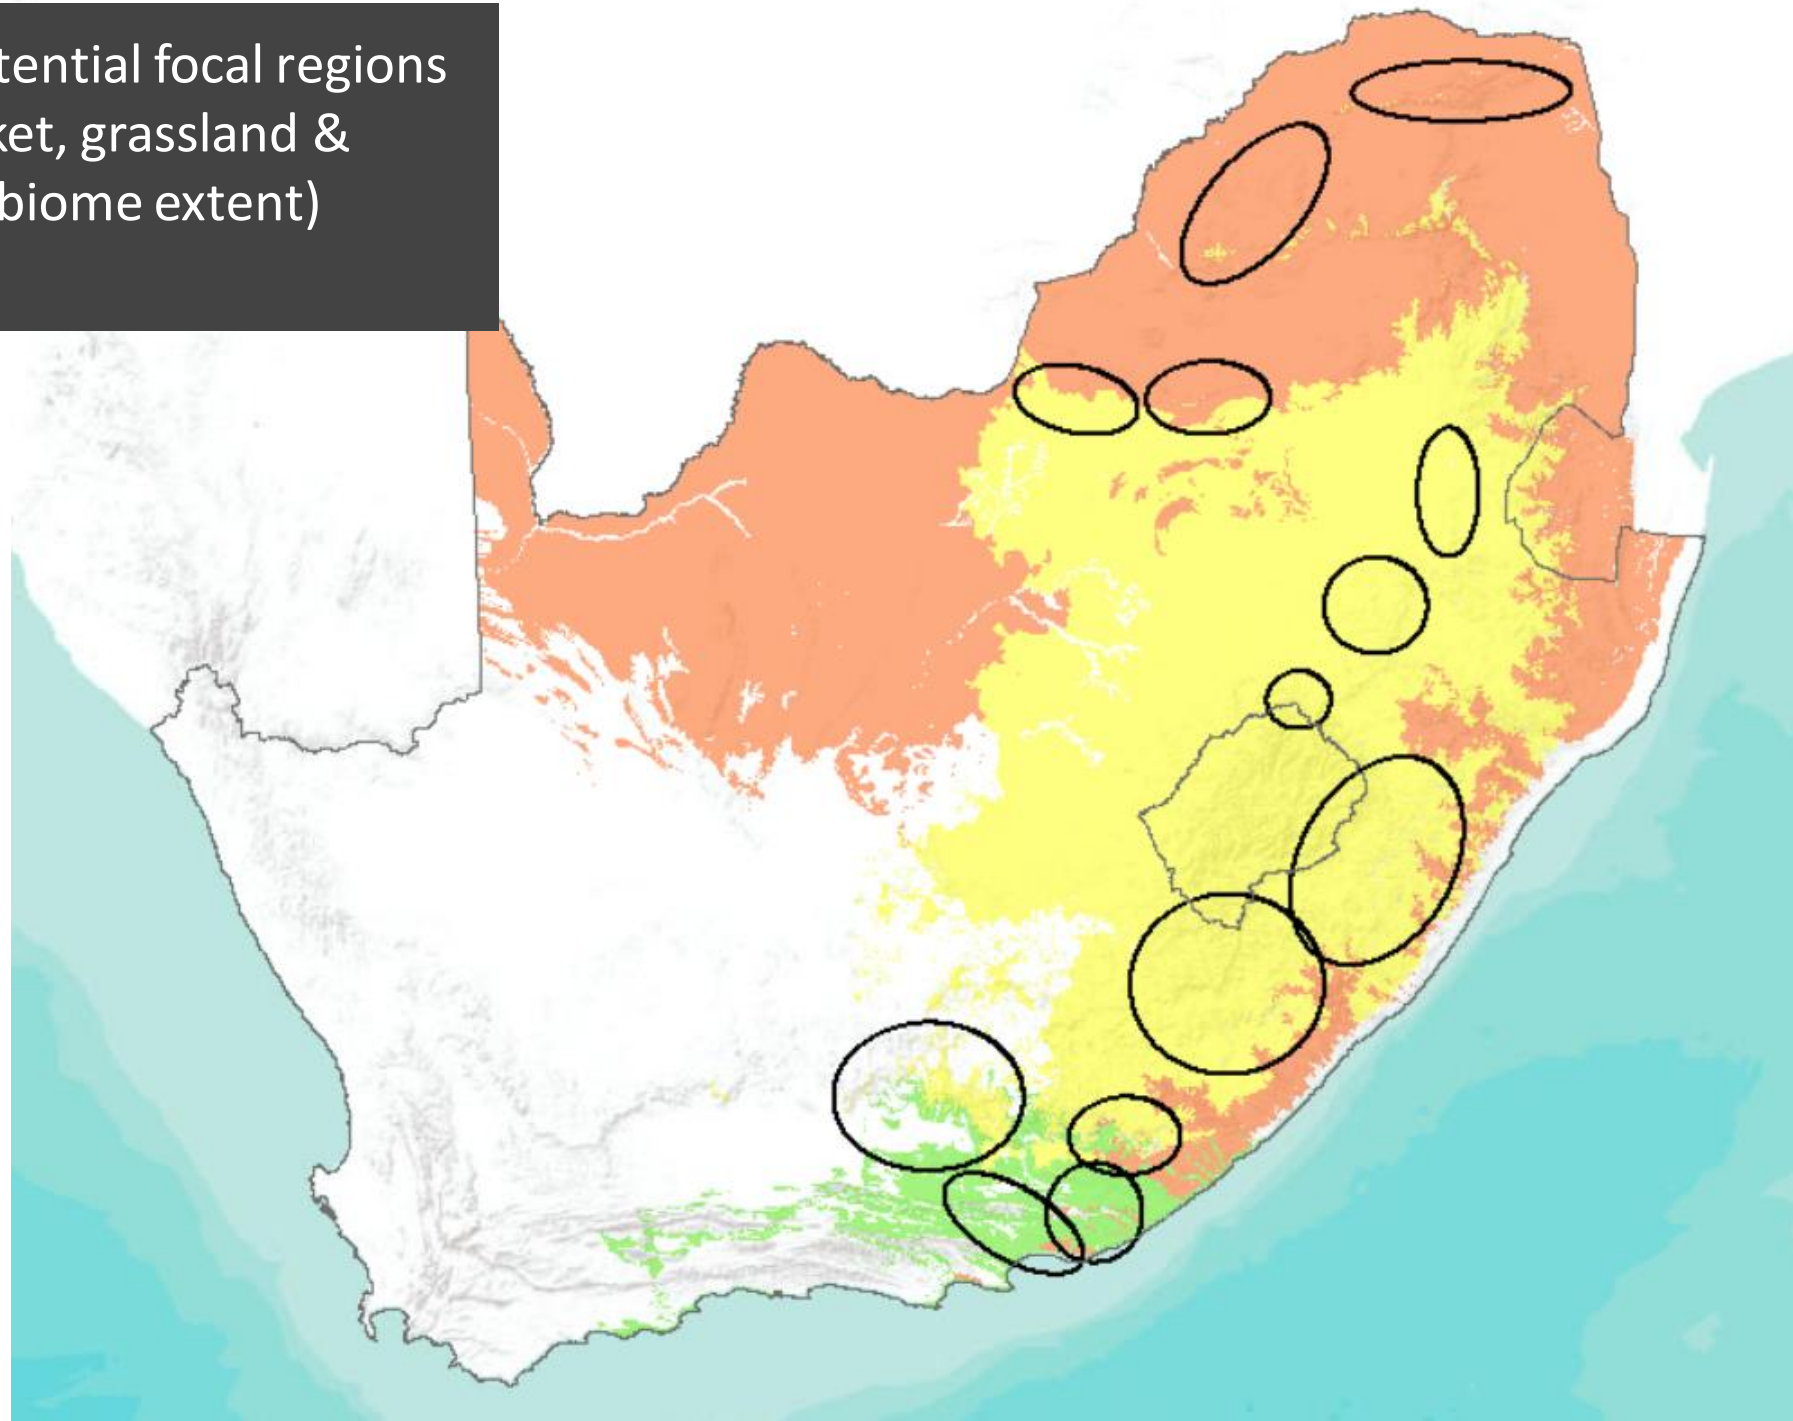 tential focal regions
ket, grassland &
biome extent)